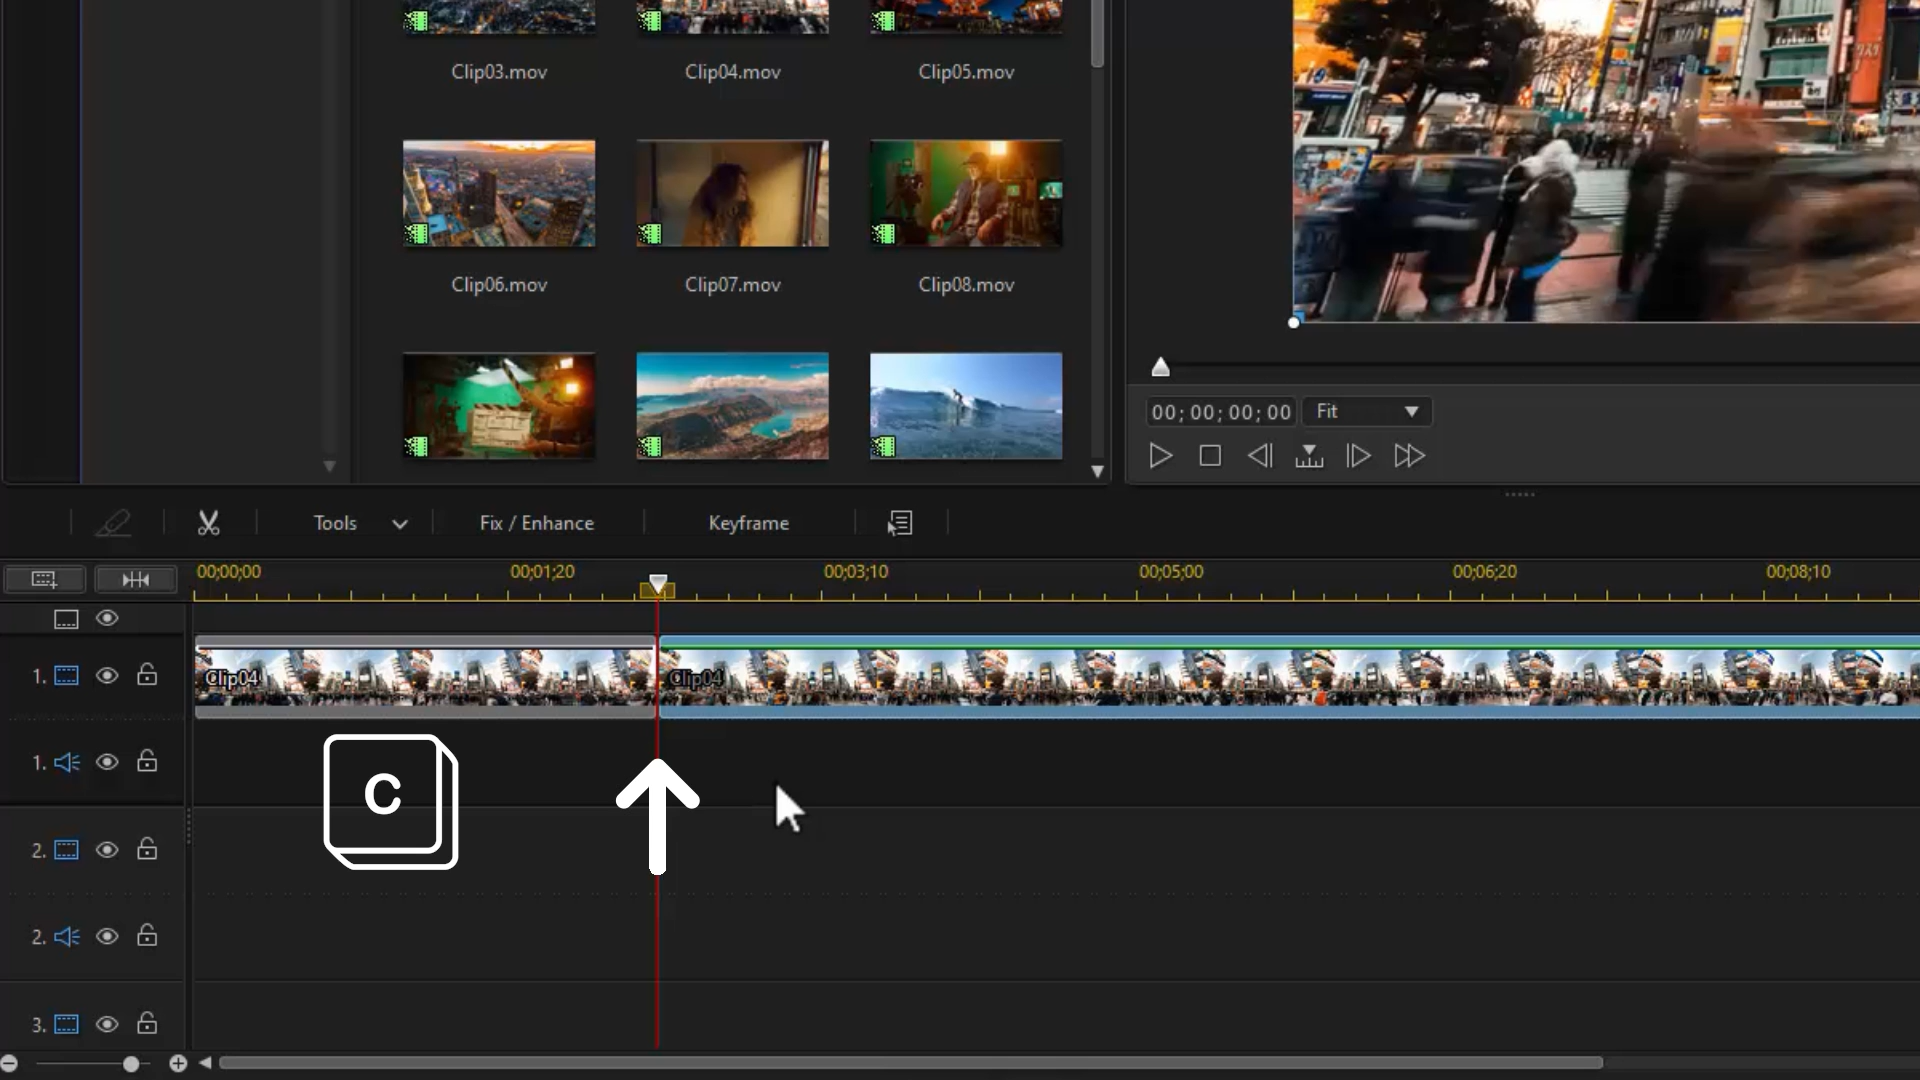 Clip03.mov
Clip04.mov
Clip05.mov
Clip06.mov
Clip07.mov
Clip08.mov
00;00;00;00
Fit
Tools
Fix / Enhance
Keyframe
00;00;00
00;01;20
00;03;10
00;05;00
00;06;20
00;08;10
1.
Clip04
Clip04
1.
C
2.
2.
3.